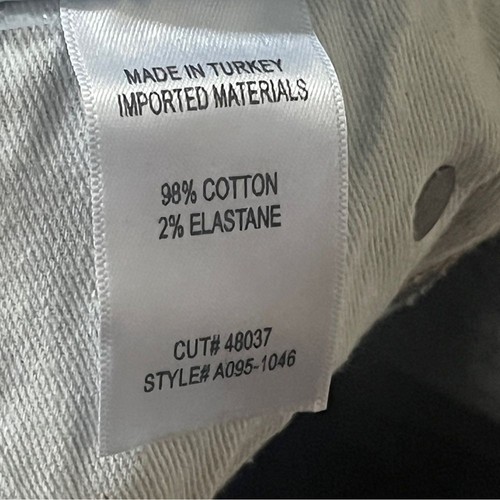 MADE IN TURKEY
IMPORTED MATERIALS
98% COTTON
2% ELASTANE
CUT# 48037
STYLE# A095-1046